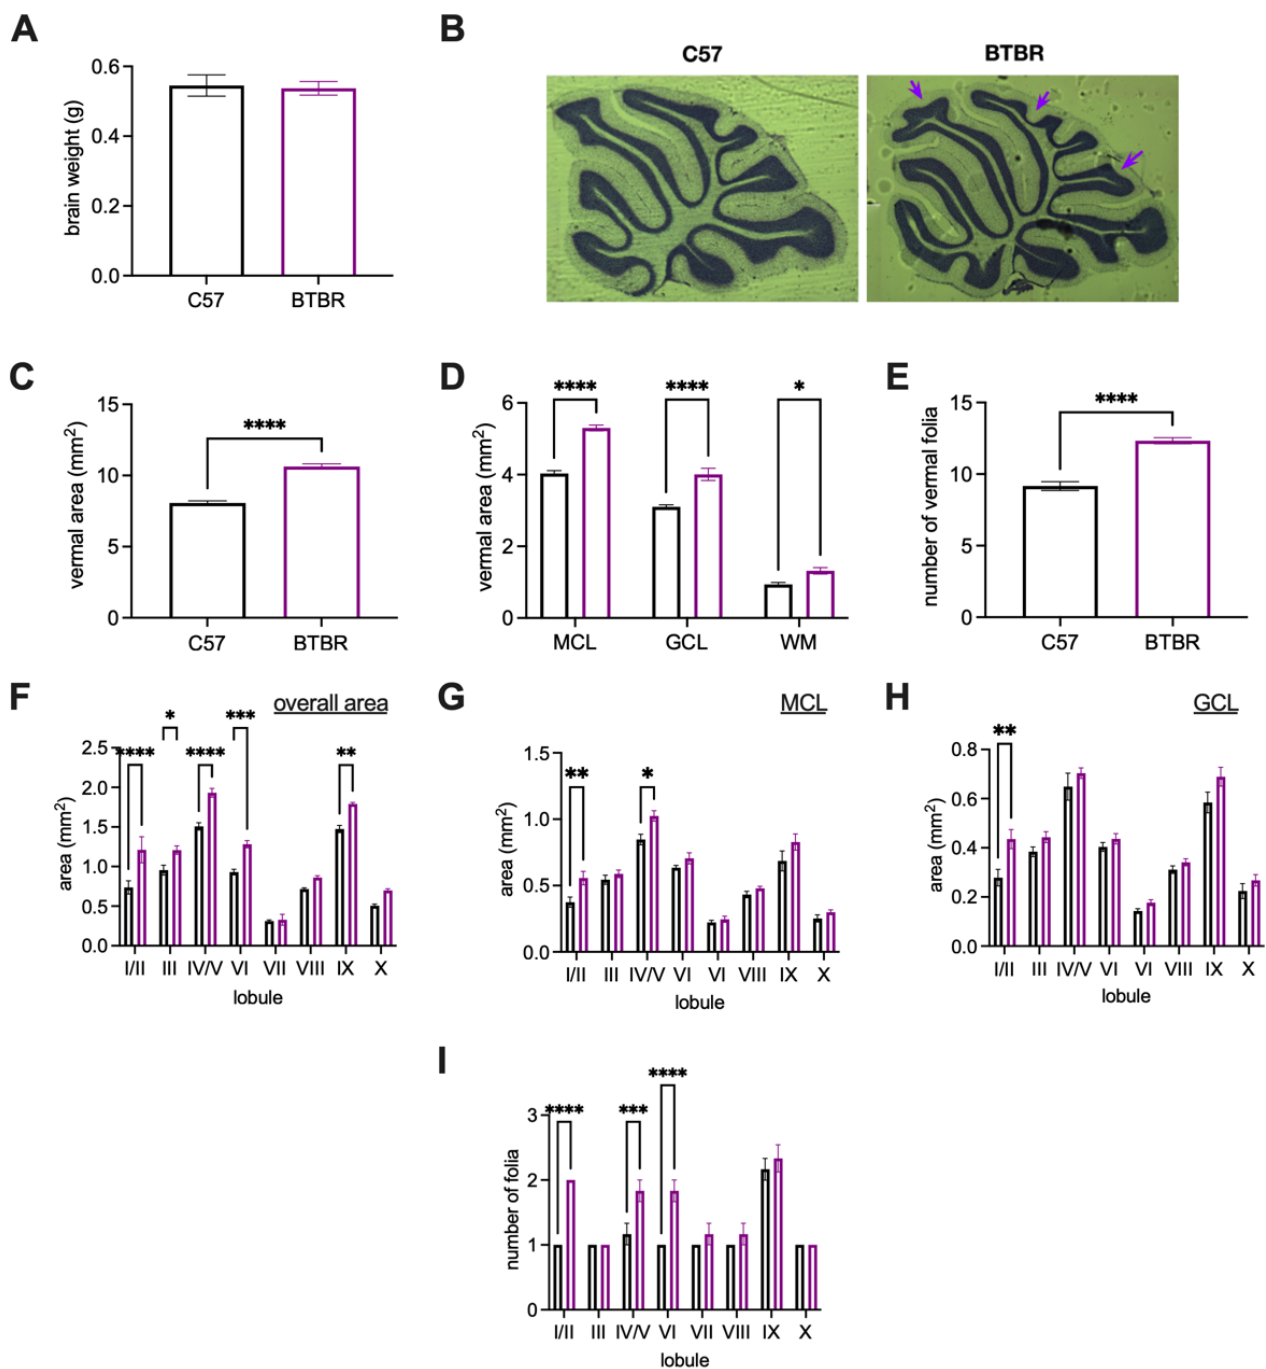 A
brain weight (g)
0.6
0.4
0.2
0.0
C57
BTBR
B
C57
BTBR
C
vermal area (mm²)
15
10
5
0
****
C57
BTBR
D
vermal area (mm²)
6
4
2
0
****
****
*
MCL
GCL
WM
E
number of vermal folia
15
10
5
0
****
C57
BTBR
F
overall area
area (mm²)
2.5
2.0
1.5
1.0
0.5
0.0
****
*
****
***
**
I/II
III
IV/V
VI
VII
VIII
IX
X
lobule
G
MCL
area (mm²)
1.5
1.0
0.5
0.0
**
*
I/II
III
IV/V
VI
VI
VIII
IX
X
lobule
H
GCL
area (mm²)
0.8
0.6
0.4
0.2
0.0
**
I/II
III
IV/V
VI
VI
VIII
IX
X
lobule
I
number of folia
3
2
1
0
****
***
****
I/II
III
IV/V
VI
VII
VIII
IX
X
lobule